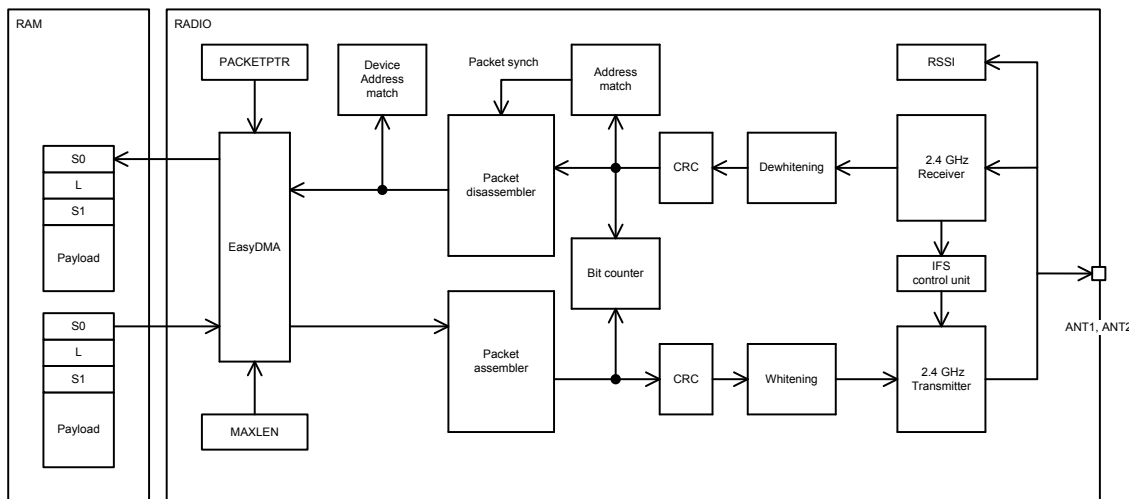 RAM
RADIO
PACKETPTR
Device
Address
match
Packet synch
Address
match
RSSI
S0
L
S1
Payload
EasyDMA
Packet
disassembler
CRC
Dewhitening
2.4 GHz
Receiver
Bit counter
IFS
control unit
ANT1, ANT2
S0
L
S1
Payload
Packet
assembler
CRC
Whitening
2.4 GHz
Transmitter
MAXLEN